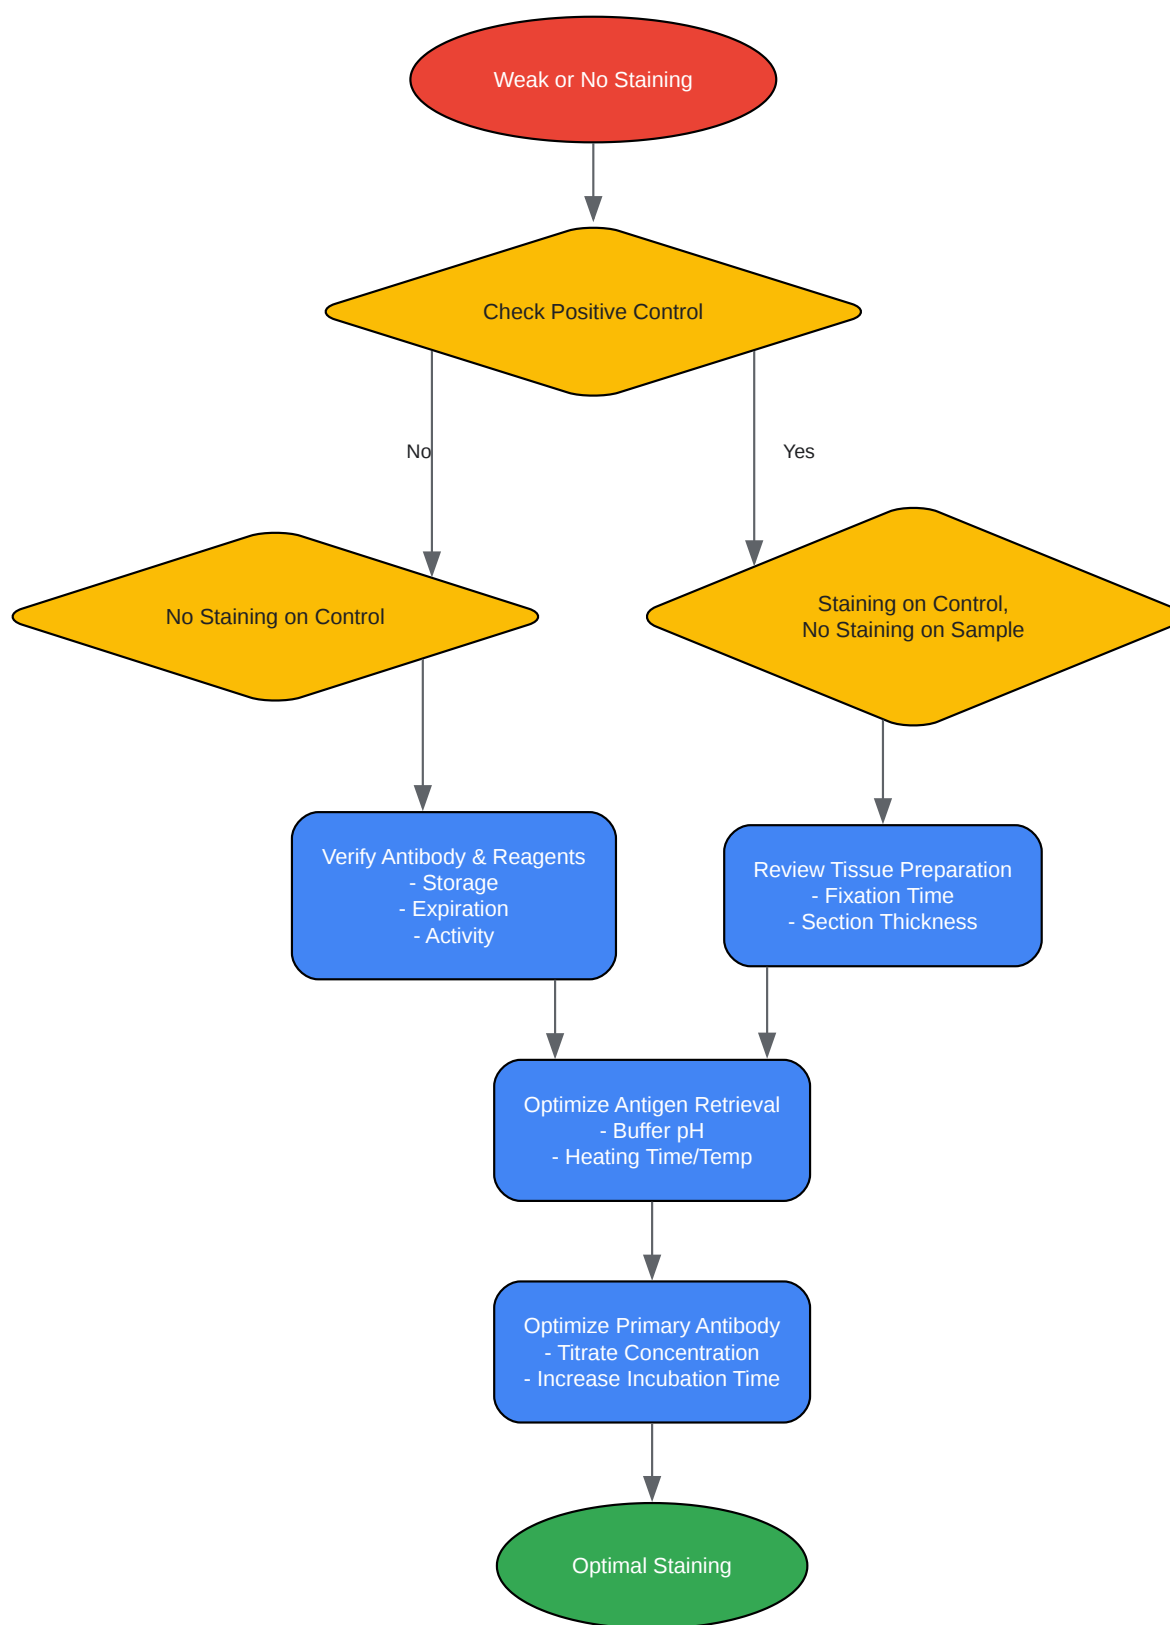 Weak or No Staining
Check Positive Control
No
Yes
No Staining on Control
Staining on Control,
No Staining on Sample
Verify Antibody & Reagents
- Storage
- Expiration
- Activity
Review Tissue Preparation
- Fixation Time
- Section Thickness
Optimize Antigen Retrieval
- Buffer pH
- Heating Time/Temp
Optimize Primary Antibody
- Titrate Concentration
- Increase Incubation Time
Optimal Staining